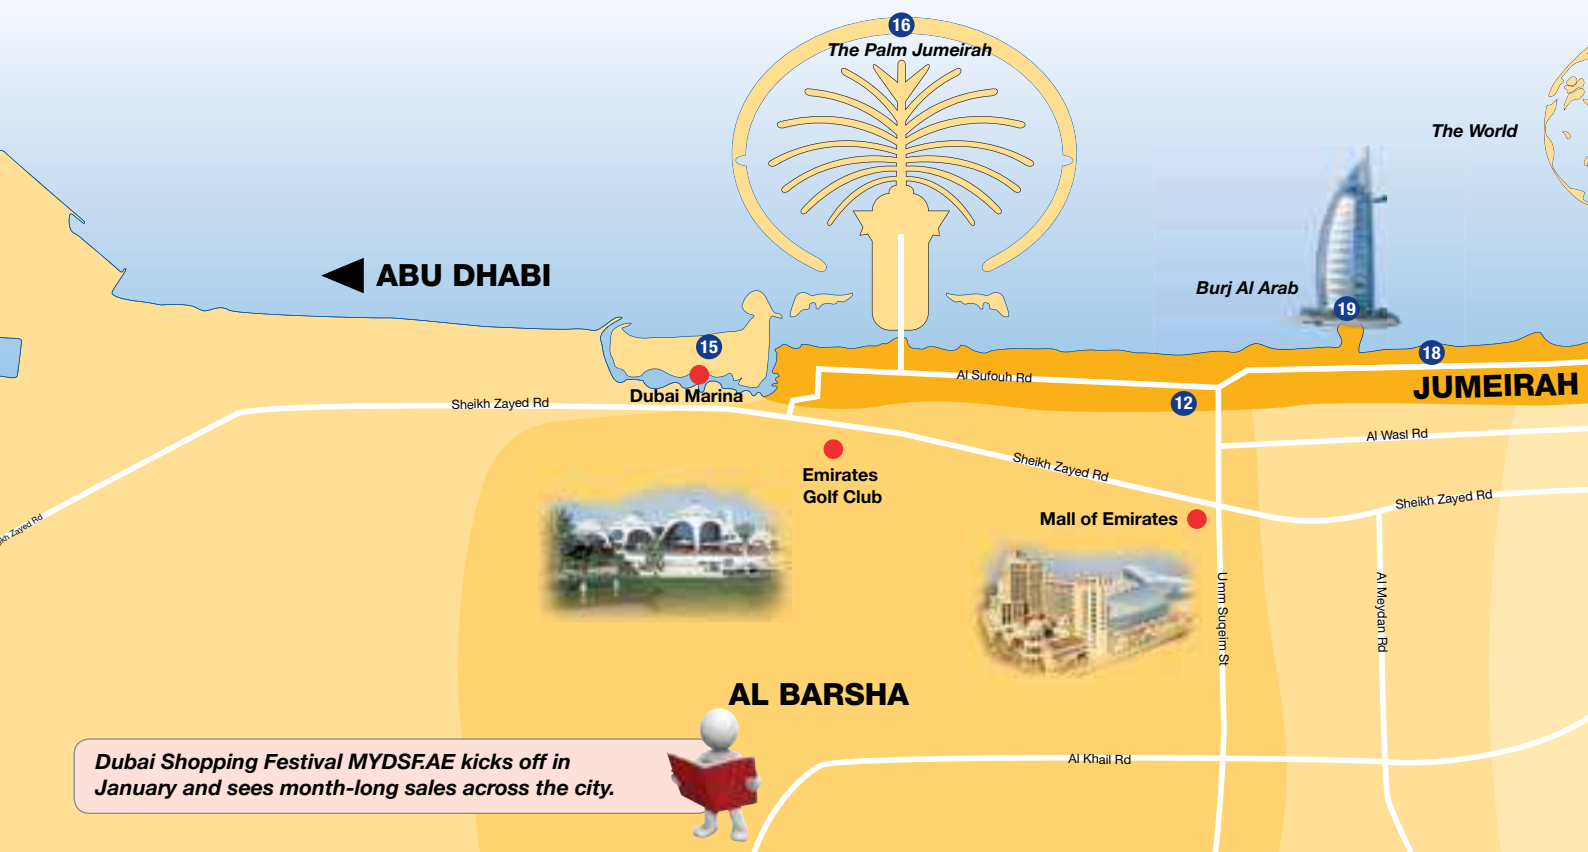 16
The Palm Jumeirah
The World
ABU DHABI
Burj Al Arab
19
15
18
Dubai Marina
Al Sufouh Rd
JUMEIRAH
12
Sheikh Zayed Rd
Al Wasl Rd
Emirates
Golf Club
Sheikh Zayed Rd
Sheikh Zayed Rd
Mall of Emirates
kh Zayed Rd
Umm Suqeim St
Al Meydan Rd
AL BARSHA
Dubai Shopping Festival MYDSF.AE kicks off in
January and sees month-long sales across the city.
Al Khail Rd